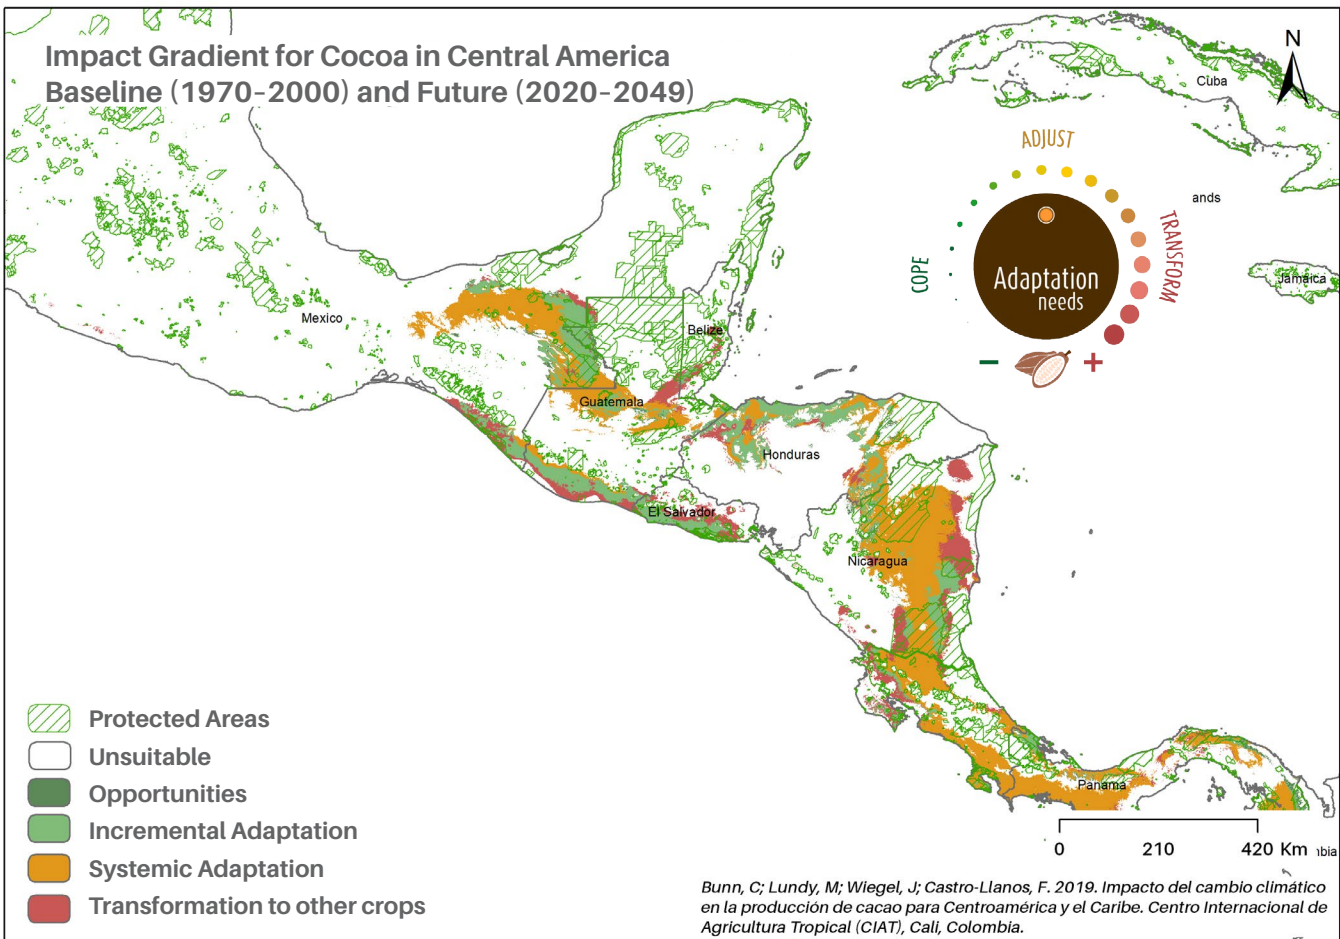 Impact Gradient for Cocoa in Central America
Baseline (1970-2000) and Future (2020-2049)
N
Cuba
ADJUST
ands
TRANSFORM
COPE
Adaptation
needs
Jamaica
− +
Mexico
Belize
Guatemala
Honduras
El Salvador
Nicaragua
Panama
Protected Areas
Unsuitable
Opportunities
Incremental Adaptation
Systemic Adaptation
Transformation to other crops
0 210 420 Km
bia
Bunn, C; Lundy, M; Wiegel, J; Castro-Llanos, F. 2019. Impacto del cambio climático
en la producción de cacao para Centroamérica y el Caribe. Centro Internacional de
Agricultura Tropical (CIAT), Cali, Colombia.